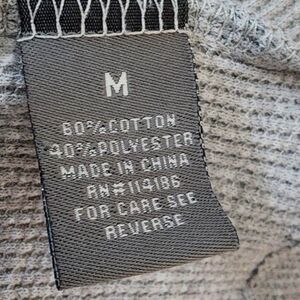 M
60%COTTON
40%POLYESTER
MADE IN CHINA
RN#114186
FOR CARE SEE
REVERSE